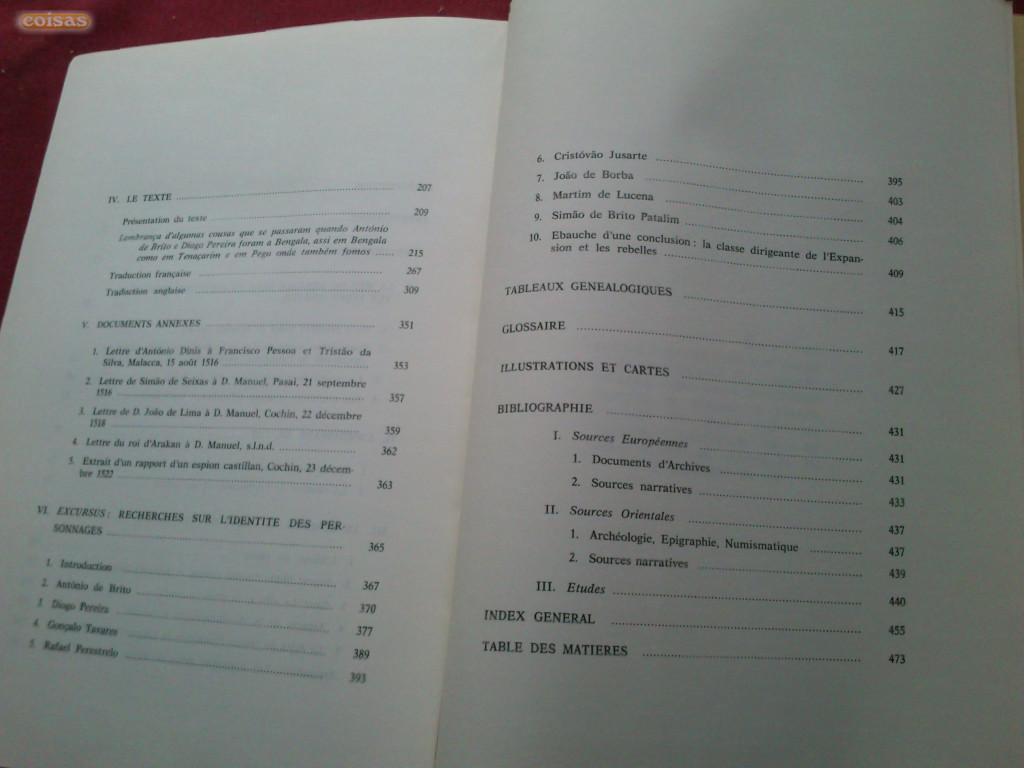 coisas
IV. LE TEXTE 207
Présentation du texte 209
Lembrança d'algunas cousas que se passaram quando António
de Brito e Diogo Pereira foram a Bengala, assi em Bengala
como em Tenaçarim e em Pegu onde também fomos 215
Traduction française 267
Traduction anglaise 309
V. DOCUMENTS ANNEXES 351
1. Lettre d'António Dinis à Francisco Pessoa et Tristão da
Silva, Malacca, 15 août 1516 353
2. Lettre de Simão de Seixas à D. Manuel, Pasai, 21 septembre
1516 357
3. Lettre de D. João de Lima à D. Manuel, Cochin, 22 décembre
1518 359
4. Lettre du roi d'Arakan à D. Manuel, s.l.n.d. 362
5. Extrait d'un rapport d'un espion castillan, Cochin, 23 décem-
bre 1522 363
VI. EXCURSUS: RECHERCHES SUR L'IDENTITE DES PER-
SONNAGES 365
1. Introduction 367
2. António de Brito 370
3. Diogo Pereira 377
4. Gonçalo Tavares 389
5. Rafael Perestrelo 393
6. Cristóvão Jusarte 395
7. João de Borba 403
8. Martim de Lucena 404
9. Simão de Brito Patalim 406
10. Ebauche d'une conclusion: la classe dirigeante de l'Expan-
sion et les rebelles 409
TABLEAUX GENEALOGIQUES 415
GLOSSAIRE 417
ILLUSTRATIONS ET CARTES 427
BIBLIOGRAPHIE 431
I. Sources Européennes 431
1. Documents d'Archives 431
2. Sources narratives 433
II. Sources Orientales 437
1. Archéologie, Epigraphie, Numismatique 437
2. Sources narratives 439
III. Etudes 440
INDEX GENERAL 455
TABLE DES MATIERES 473